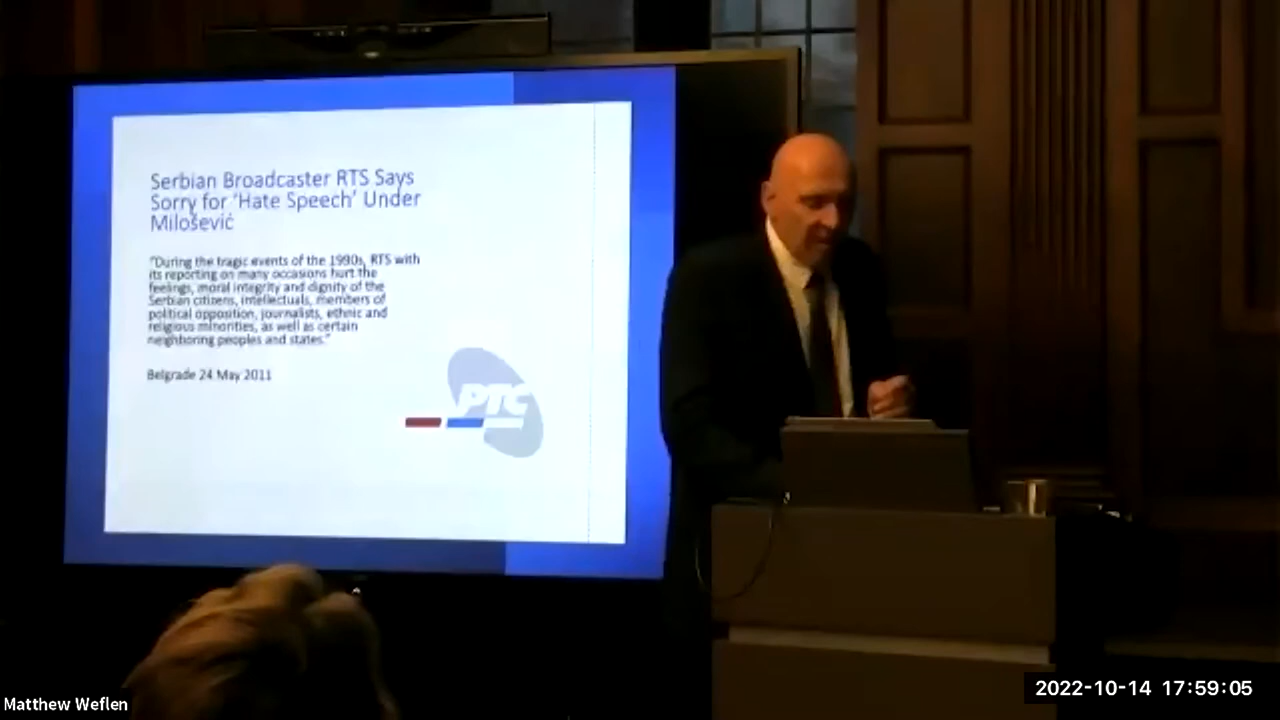 Serbian Broadcaster RTS Says
Sorry for ‘Hate Speech’ Under
Milošević
“During the tragic events of the 1990s, RTS with
its reporting on many occasions hurt the
feelings, moral integrity and dignity of the
Serbian citizens, intellectuals, members of
political opposition, journalists, ethnic and
religious minorities, as well as certain
neighboring peoples and states.”
Belgrade 24 May 2011
РТС
Matthew Weflen
2022-10-14 17:59:05